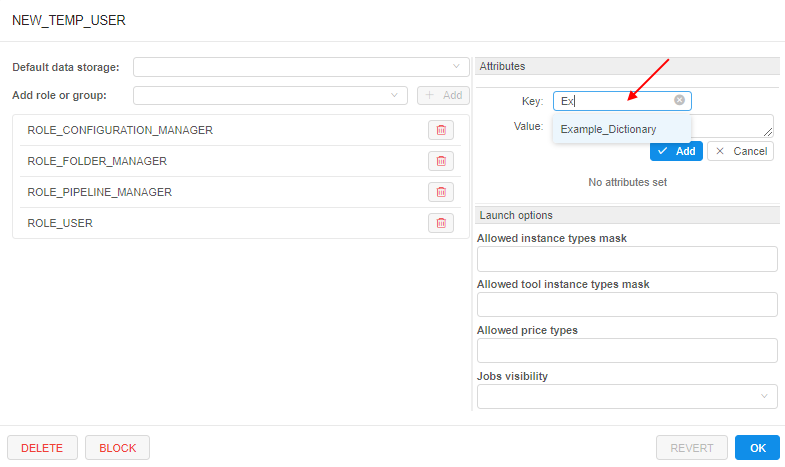 NEW_TEMP_USER
Default data storage:
Add role or group:
+ Add
ROLE_CONFIGURATION_MANAGER
ROLE_FOLDER_MANAGER
ROLE_PIPELINE_MANAGER
ROLE_USER
Attributes
Key: Ex
Value:
Example_Dictionary
Add
Cancel
No attributes set
Launch options
Allowed instance types mask
Allowed tool instance types mask
Allowed price types
Jobs visibility
DELETE
BLOCK
REVERT
OK